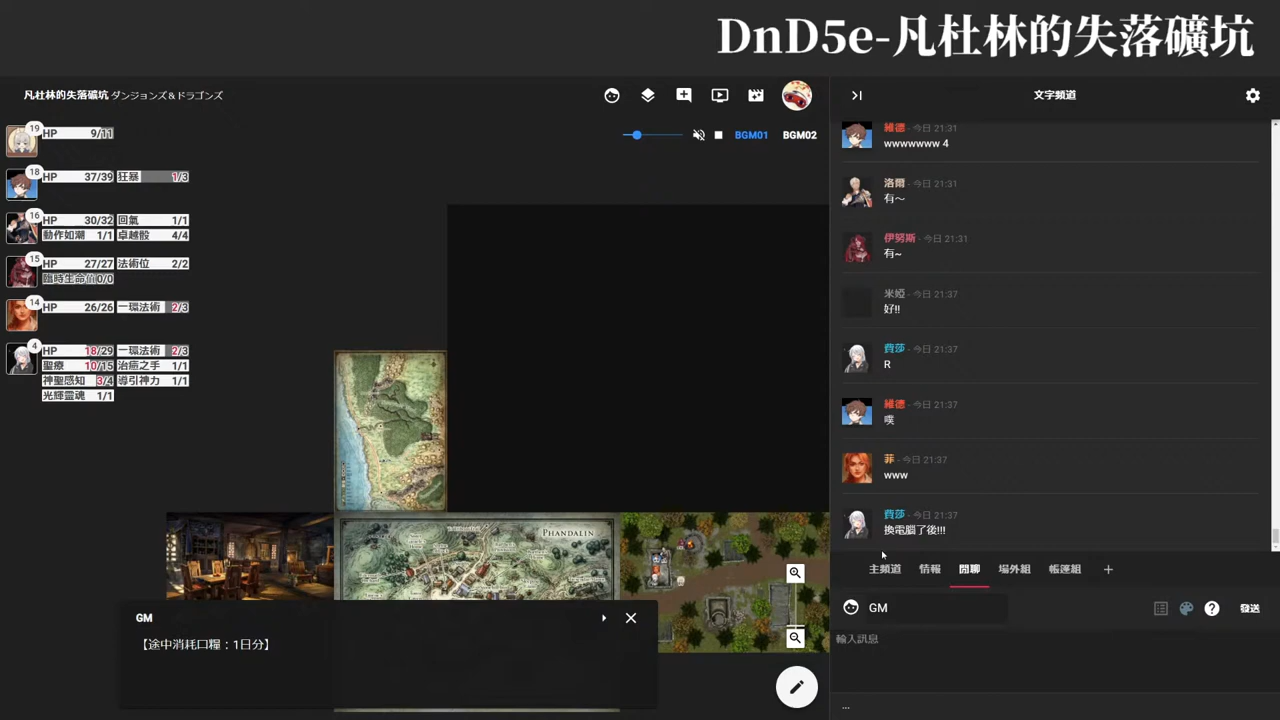 DnD5e-凡杜林的失落礦坑
凡杜林的失落礦坑 ダンジョンズ＆ドラゴンズ
BGM01
BGM02
19
HP 9/11
18
HP 37/39 狂暴 1/3
16
HP 30/32 回氣 1/1
動作如潮 1/1 卓越骰 4/4
15
HP 27/27 法術位 2/2
臨時生命值0/0
14
HP 26/26 一環法術 2/3
4
HP 18/29 一環法術 2/3
聖療 10/15 治癒之手 1/1
神聖感知 3/4 導引神力 1/1
光輝靈魂 1/1
PHANDALIN
GM
【途中消耗口糧：1日分】
文字頻道
維德 - 今日 21:31
wwwwwww 4
洛爾 - 今日 21:31
有～
伊努斯 - 今日 21:31
有~
米婭 - 今日 21:37
好!!
費莎 - 今日 21:37
R
維德 - 今日 21:37
噗
菲 - 今日 21:37
www
費莎 - 今日 21:37
換電腦了後!!!
主頻道 情報 閒聊 場外組 帳篷組 +
GM
發送
輸入訊息
...